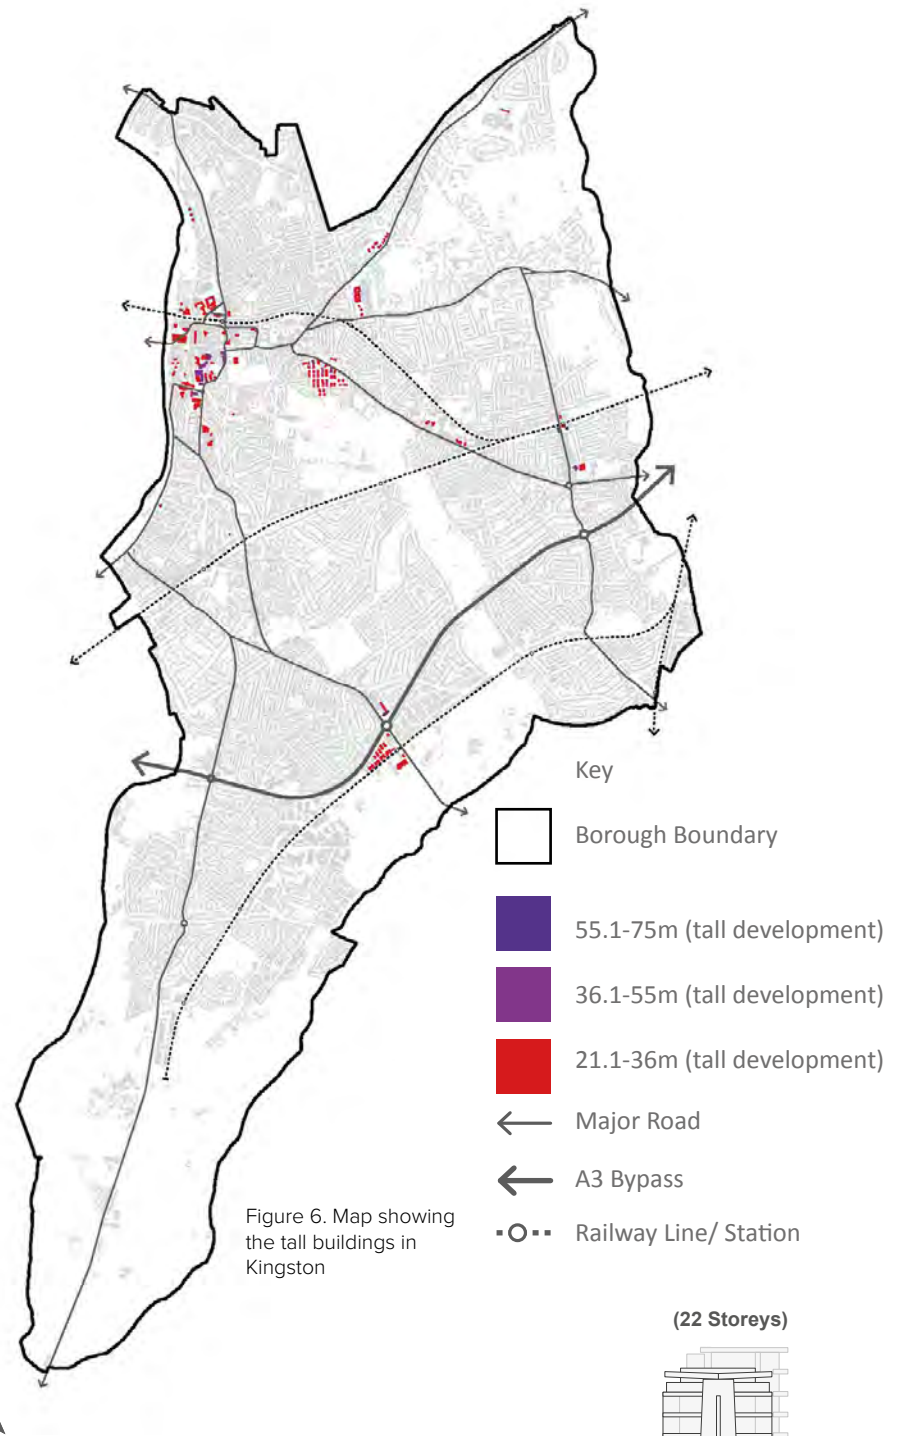 Key
Borough Boundary
55.1-75m (tall development)
36.1-55m (tall development)
21.1-36m (tall development)
Major Road
A3 Bypass
Railway Line/ Station
Figure 6. Map showing
the tall buildings in
Kingston
(22 Storeys)